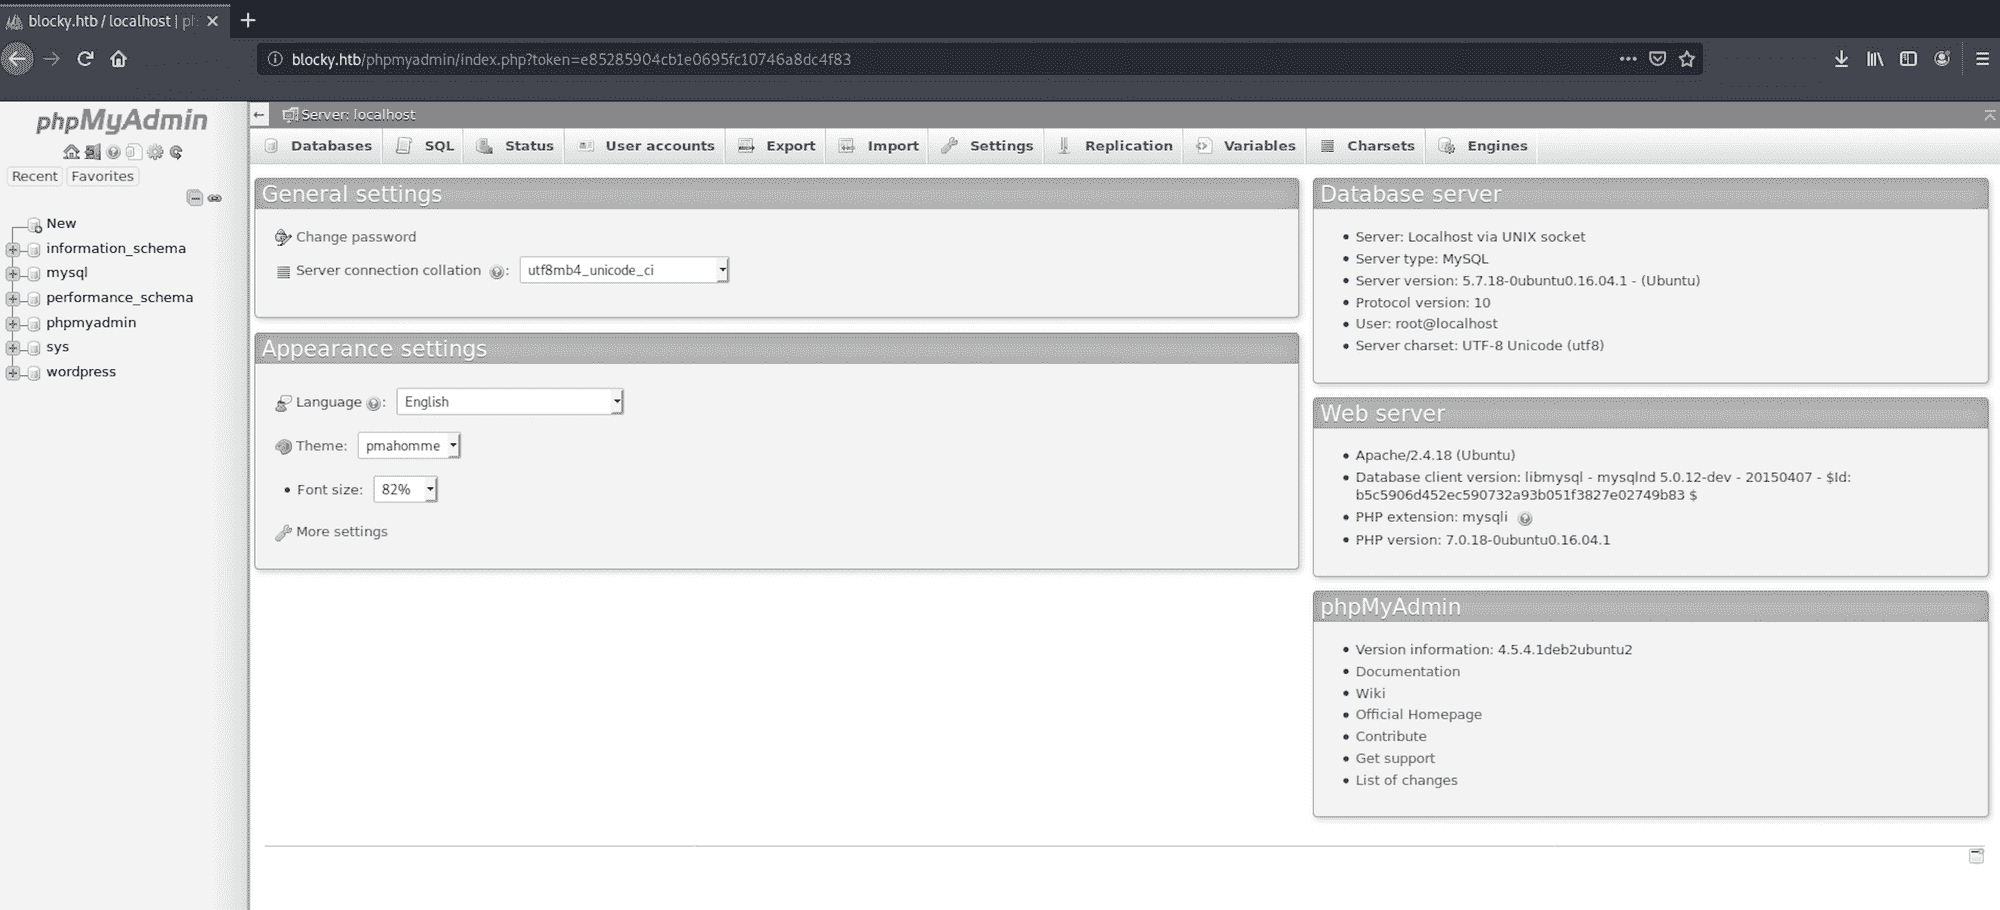 blocky.htb / localhost | ph
blocky.htb/phpmyadmin/index.php?token=e85285904cb1e0695fc10746a8dc4f83
phpMyAdmin
Recent Favorites
New
information_schema
mysql
performance_schema
phpmyadmin
sys
wordpress
Server: localhost
Databases SQL Status User accounts Export Import Settings Replication Variables Charsets Engines
General settings
Change password
Server connection collation : utf8mb4_unicode_ci
Appearance settings
Language : English
Theme: pmahomme
• Font size: 82%
More settings
Database server
• Server: Localhost via UNIX socket
• Server type: MySQL
• Server version: 5.7.18-0ubuntu0.16.04.1 - (Ubuntu)
• Protocol version: 10
• User: root@localhost
• Server charset: UTF-8 Unicode (utf8)
Web server
• Apache/2.4.18 (Ubuntu)
• Database client version: libmysql - mysqlnd 5.0.12-dev - 20150407 - $Id:
b5c5906d452ec590732a93b051f3827e02749b83 $
• PHP extension: mysqli
• PHP version: 7.0.18-0ubuntu0.16.04.1
phpMyAdmin
• Version information: 4.5.4.1deb2ubuntu2
• Documentation
• Wiki
• Official Homepage
• Contribute
• Get support
• List of changes